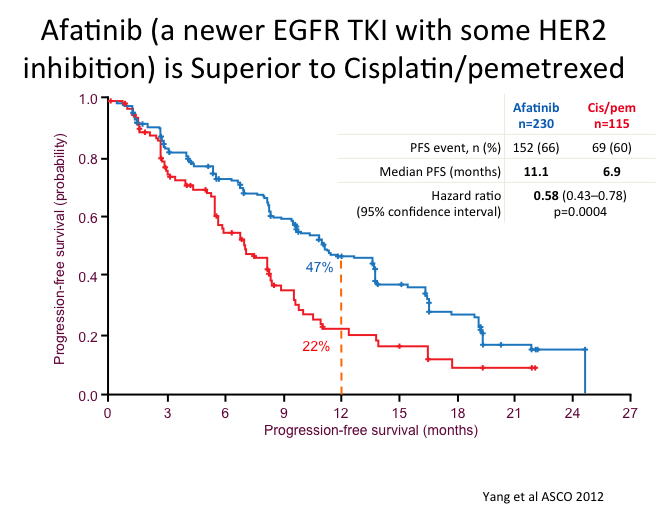 Afatinib (a newer EGFR TKI with some HER2
inhibition) is Superior to Cisplatin/pemetrexed
Afatinib Cis/pem
n=230 n=115
PFS event, n (%) 152 (66) 69 (60)
Median PFS (months) 11.1 6.9
Hazard ratio 0.58 (0.43–0.78)
(95% confidence interval) p=0.0004
Progression-free survival (probability)
1.0
0.8
0.6
0.4
0.2
0.0
47%
22%
0 3 6 9 12 15 18 21 24 27
Progression-free survival (months)
Yang et al ASCO 2012